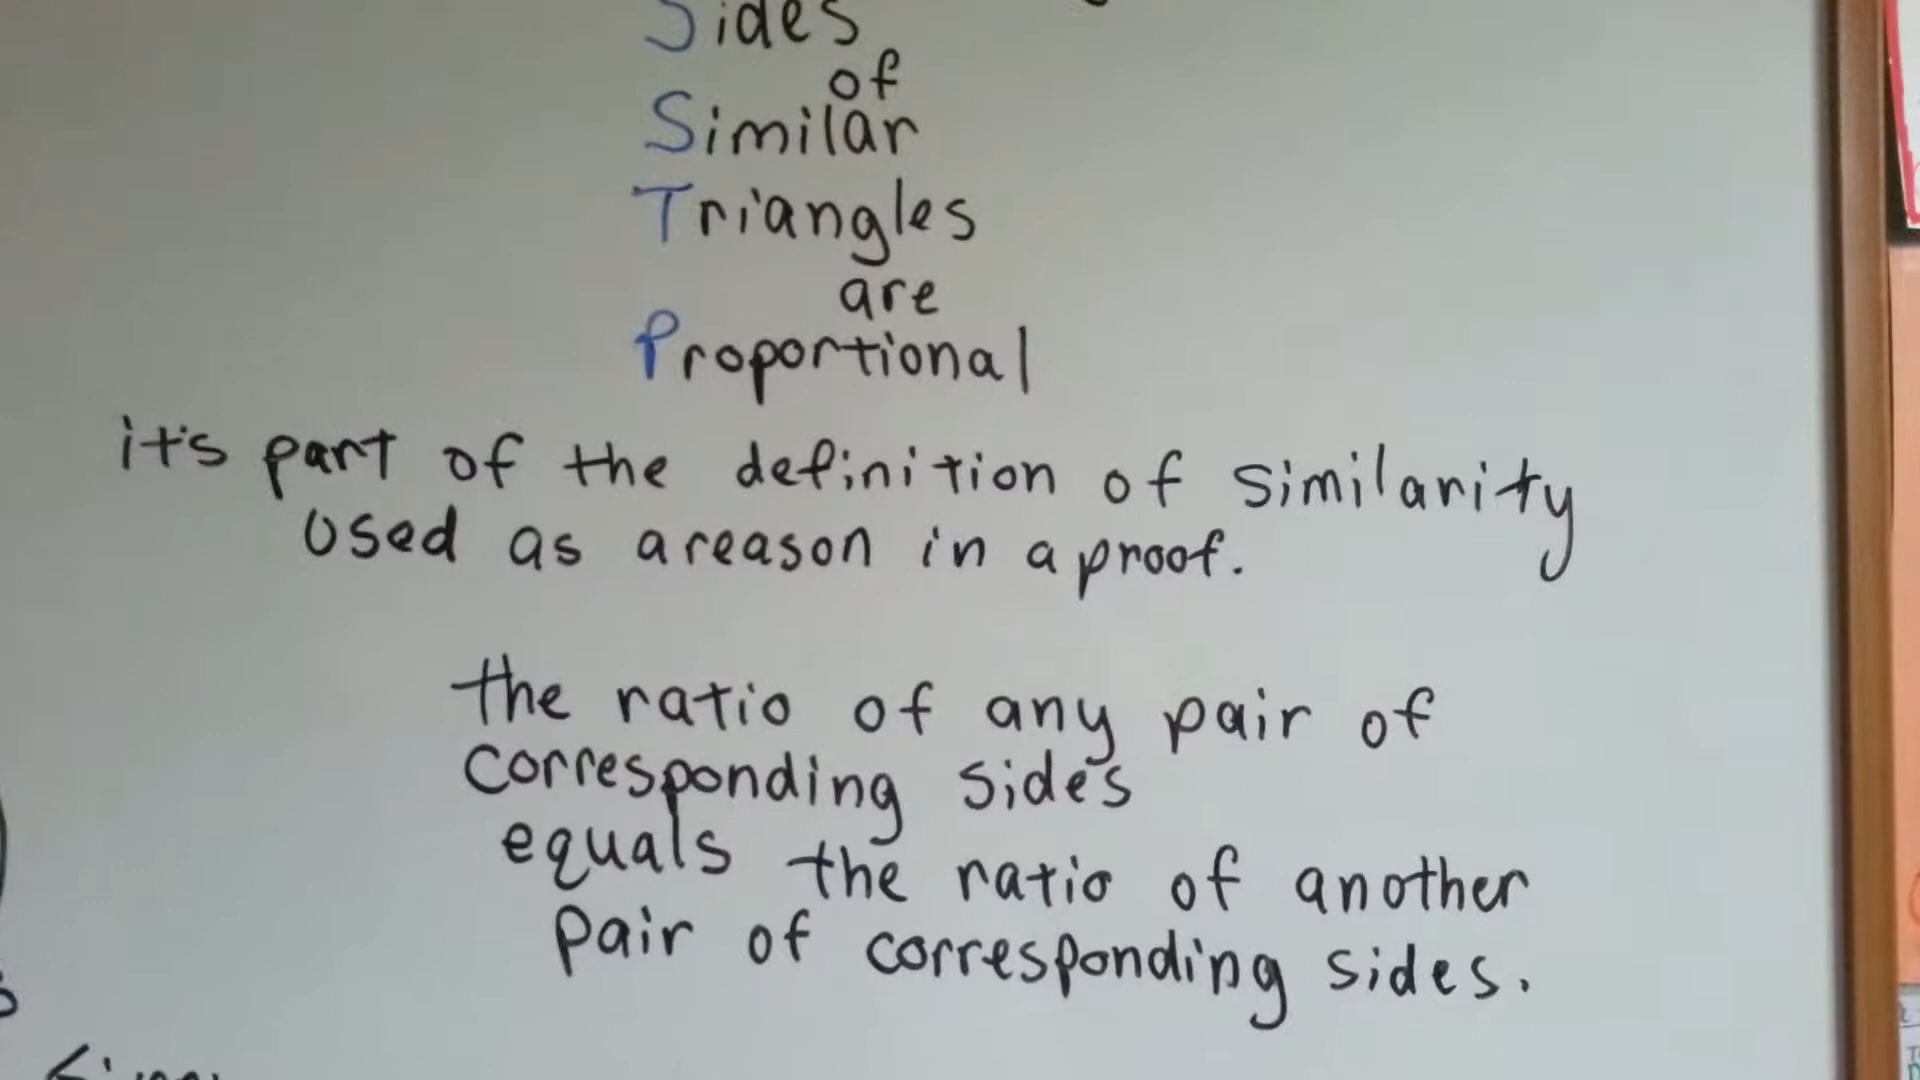 Sides
of
Similar
Triangles
are
Proportional
it's part of the definition of similarity
used as a reason in a proof.
the ratio of any pair of
corresponding sides
equals the ratio of another
pair of corresponding sides.